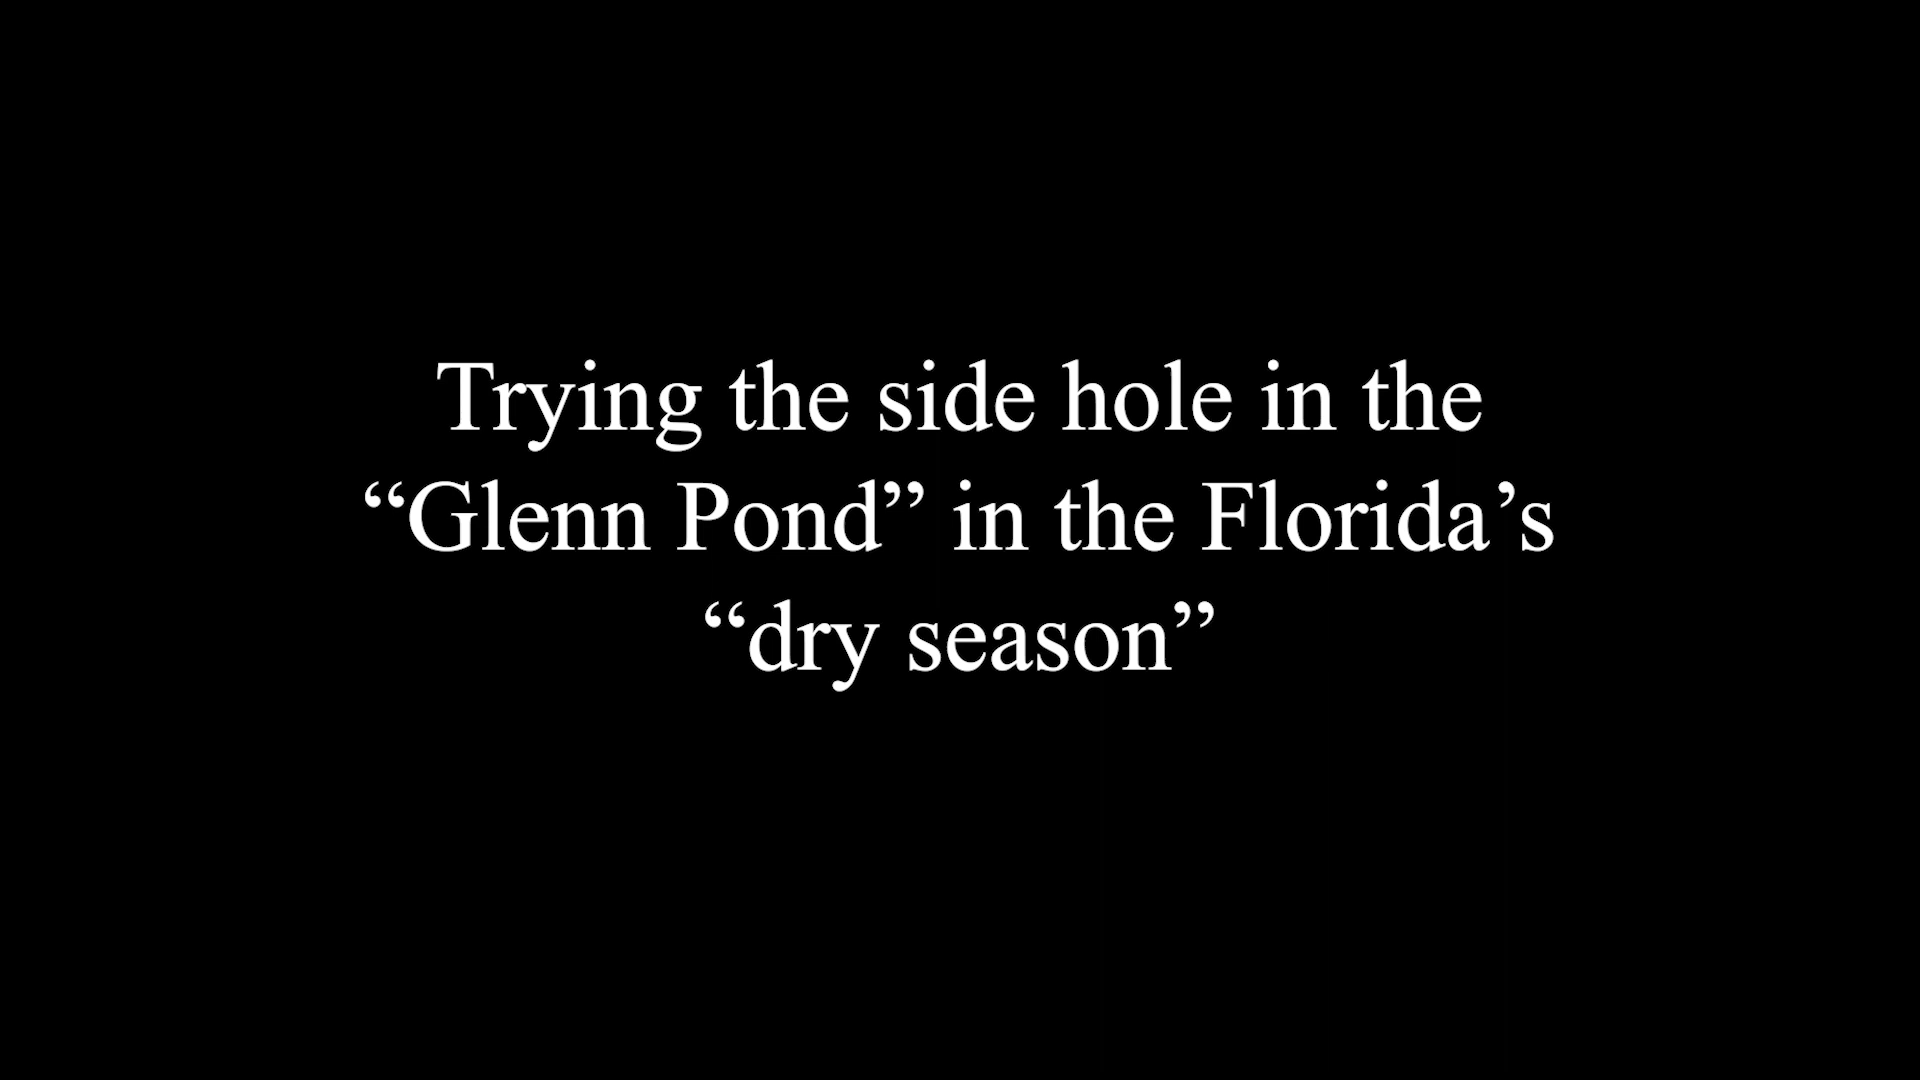 Trying the side hole in the
“Glenn Pond” in the Florida’s
“dry season”